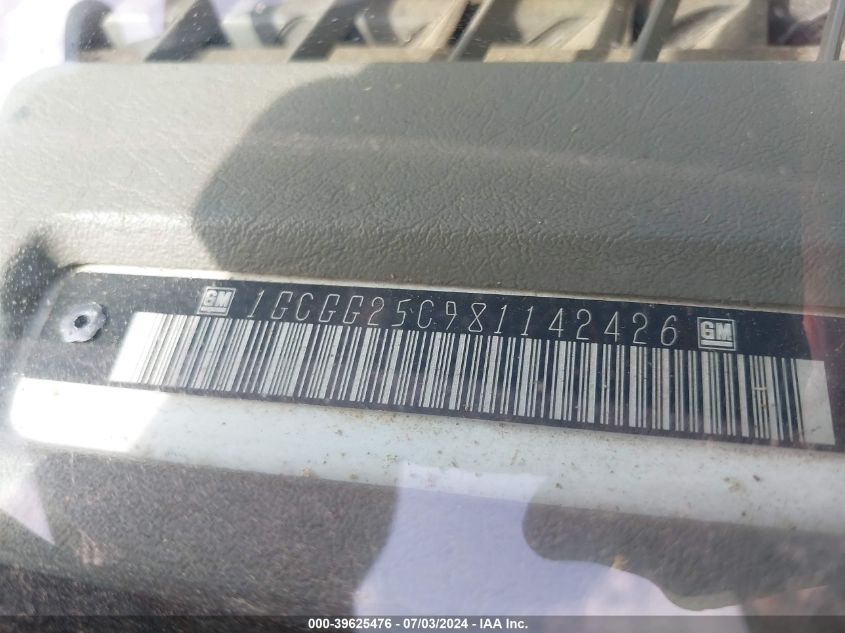 GM 1GCGG25C981142426 GM
000-39625476 / 07/03/2024 - IAA Inc.